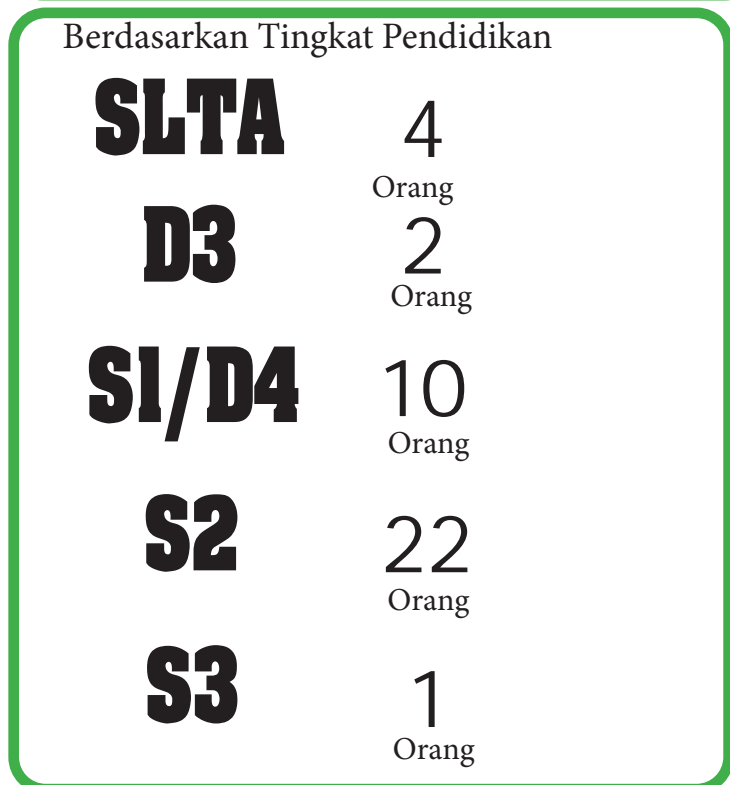 Berdasarkan Tingkat Pendidikan
SLTA 4
Orang
D3 2
Orang
S1/D4 10
Orang
S2 22
Orang
S3 1
Orang